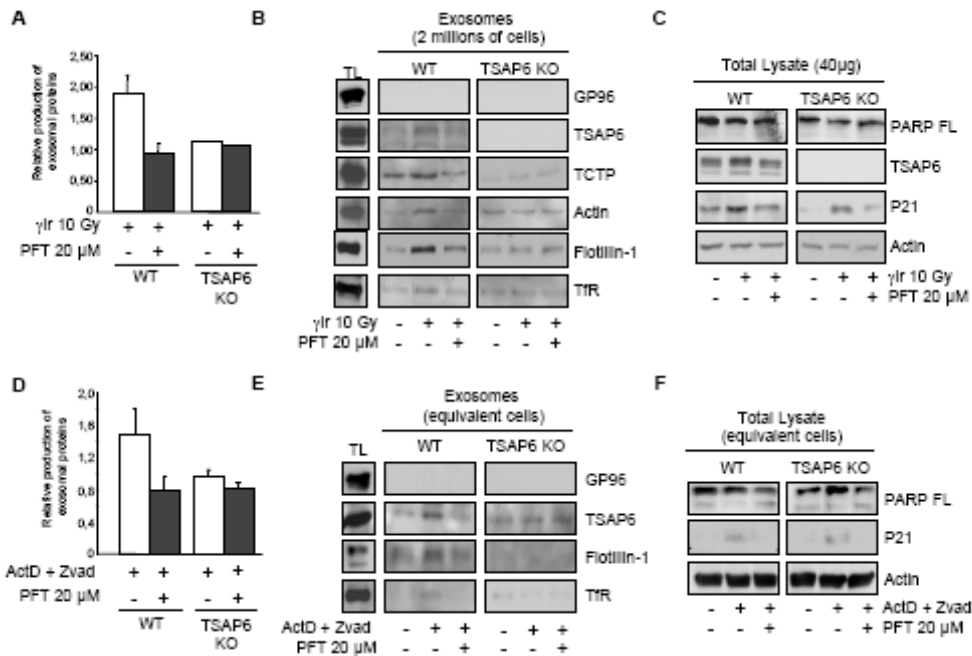 A
Relative production of
exosomal proteins
2,00
1,50
1,00
0,50
0,00
γIr 10 Gy + + + +
PFT 20 µM - + - +
WT
TSAP6
KO
B
Exosomes
(2 millions of cells)
TL
WT
TSAP6 KO
GP96
TSAP6
TCTP
Actin
Flotillin-1
TfR
γIr 10 Gy - + + - + +
PFT 20 µM - - + - - +
C
Total Lysate (40µg)
WT
TSAP6 KO
PARP FL
TSAP6
P21
Actin
- + + - + + γIr 10 Gy
- - + - - + PFT 20 µM
D
Relative production of
exosomal proteins
2,0
1,6
1,2
0,8
0,4
0
ActD + Zvad + + + +
PFT 20 µM - + - +
WT
TSAP6
KO
E
Exosomes
(equivalent cells)
TL
WT
TSAP6 KO
GP96
TSAP6
Flotillin-1
TfR
ActD + Zvad - + + - + +
PFT 20 µM - - + - - +
F
Total Lysate
(equivalent cells)
WT
TSAP6 KO
PARP FL
P21
Actin
- + + - + + ActD + Zvad
- - + - - + PFT 20 µM